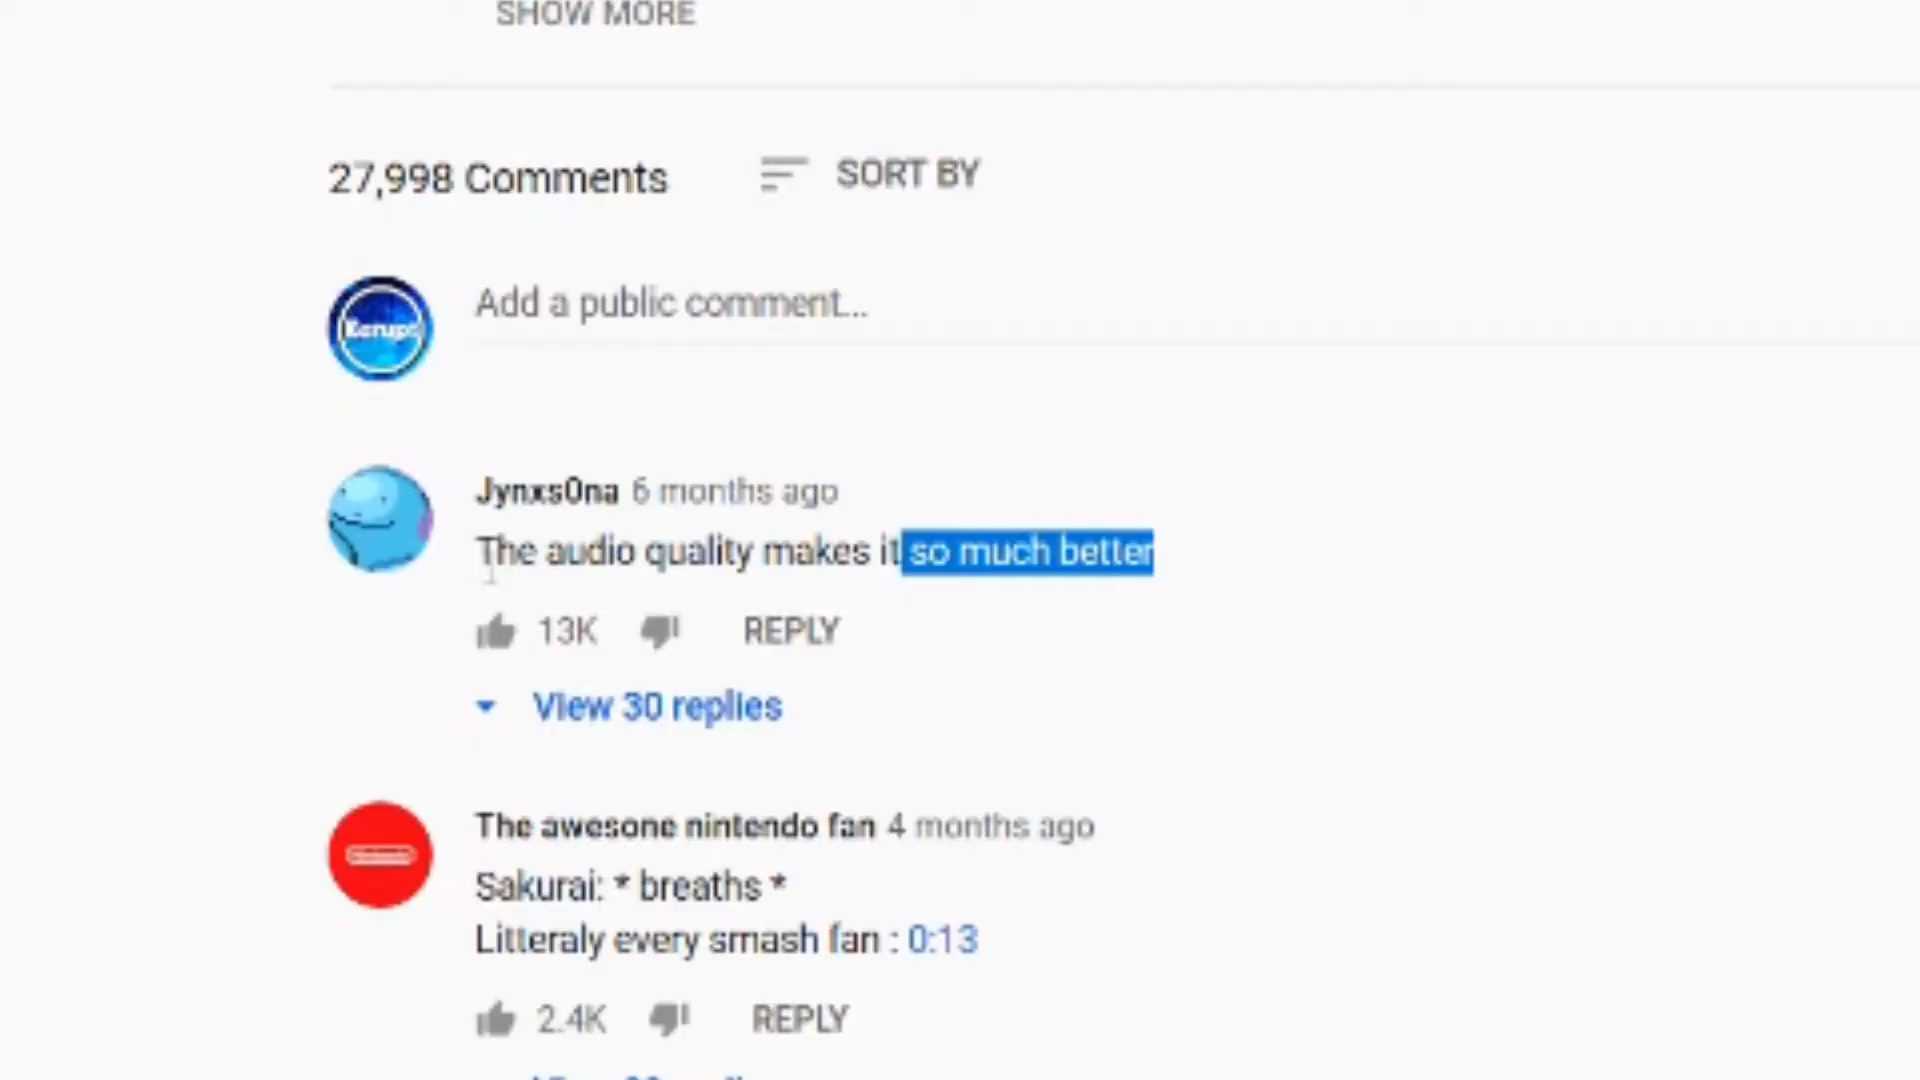 SHOW MORE
27,998 Comments
SORT BY
Add a public comment...
JynxsOna 6 months ago
The audio quality makes it so much better
13K
REPLY
View 30 replies
The awesone nintendo fan 4 months ago
Sakurai: * breaths *
Litteraly every smash fan : 0:13
2.4K
REPLY